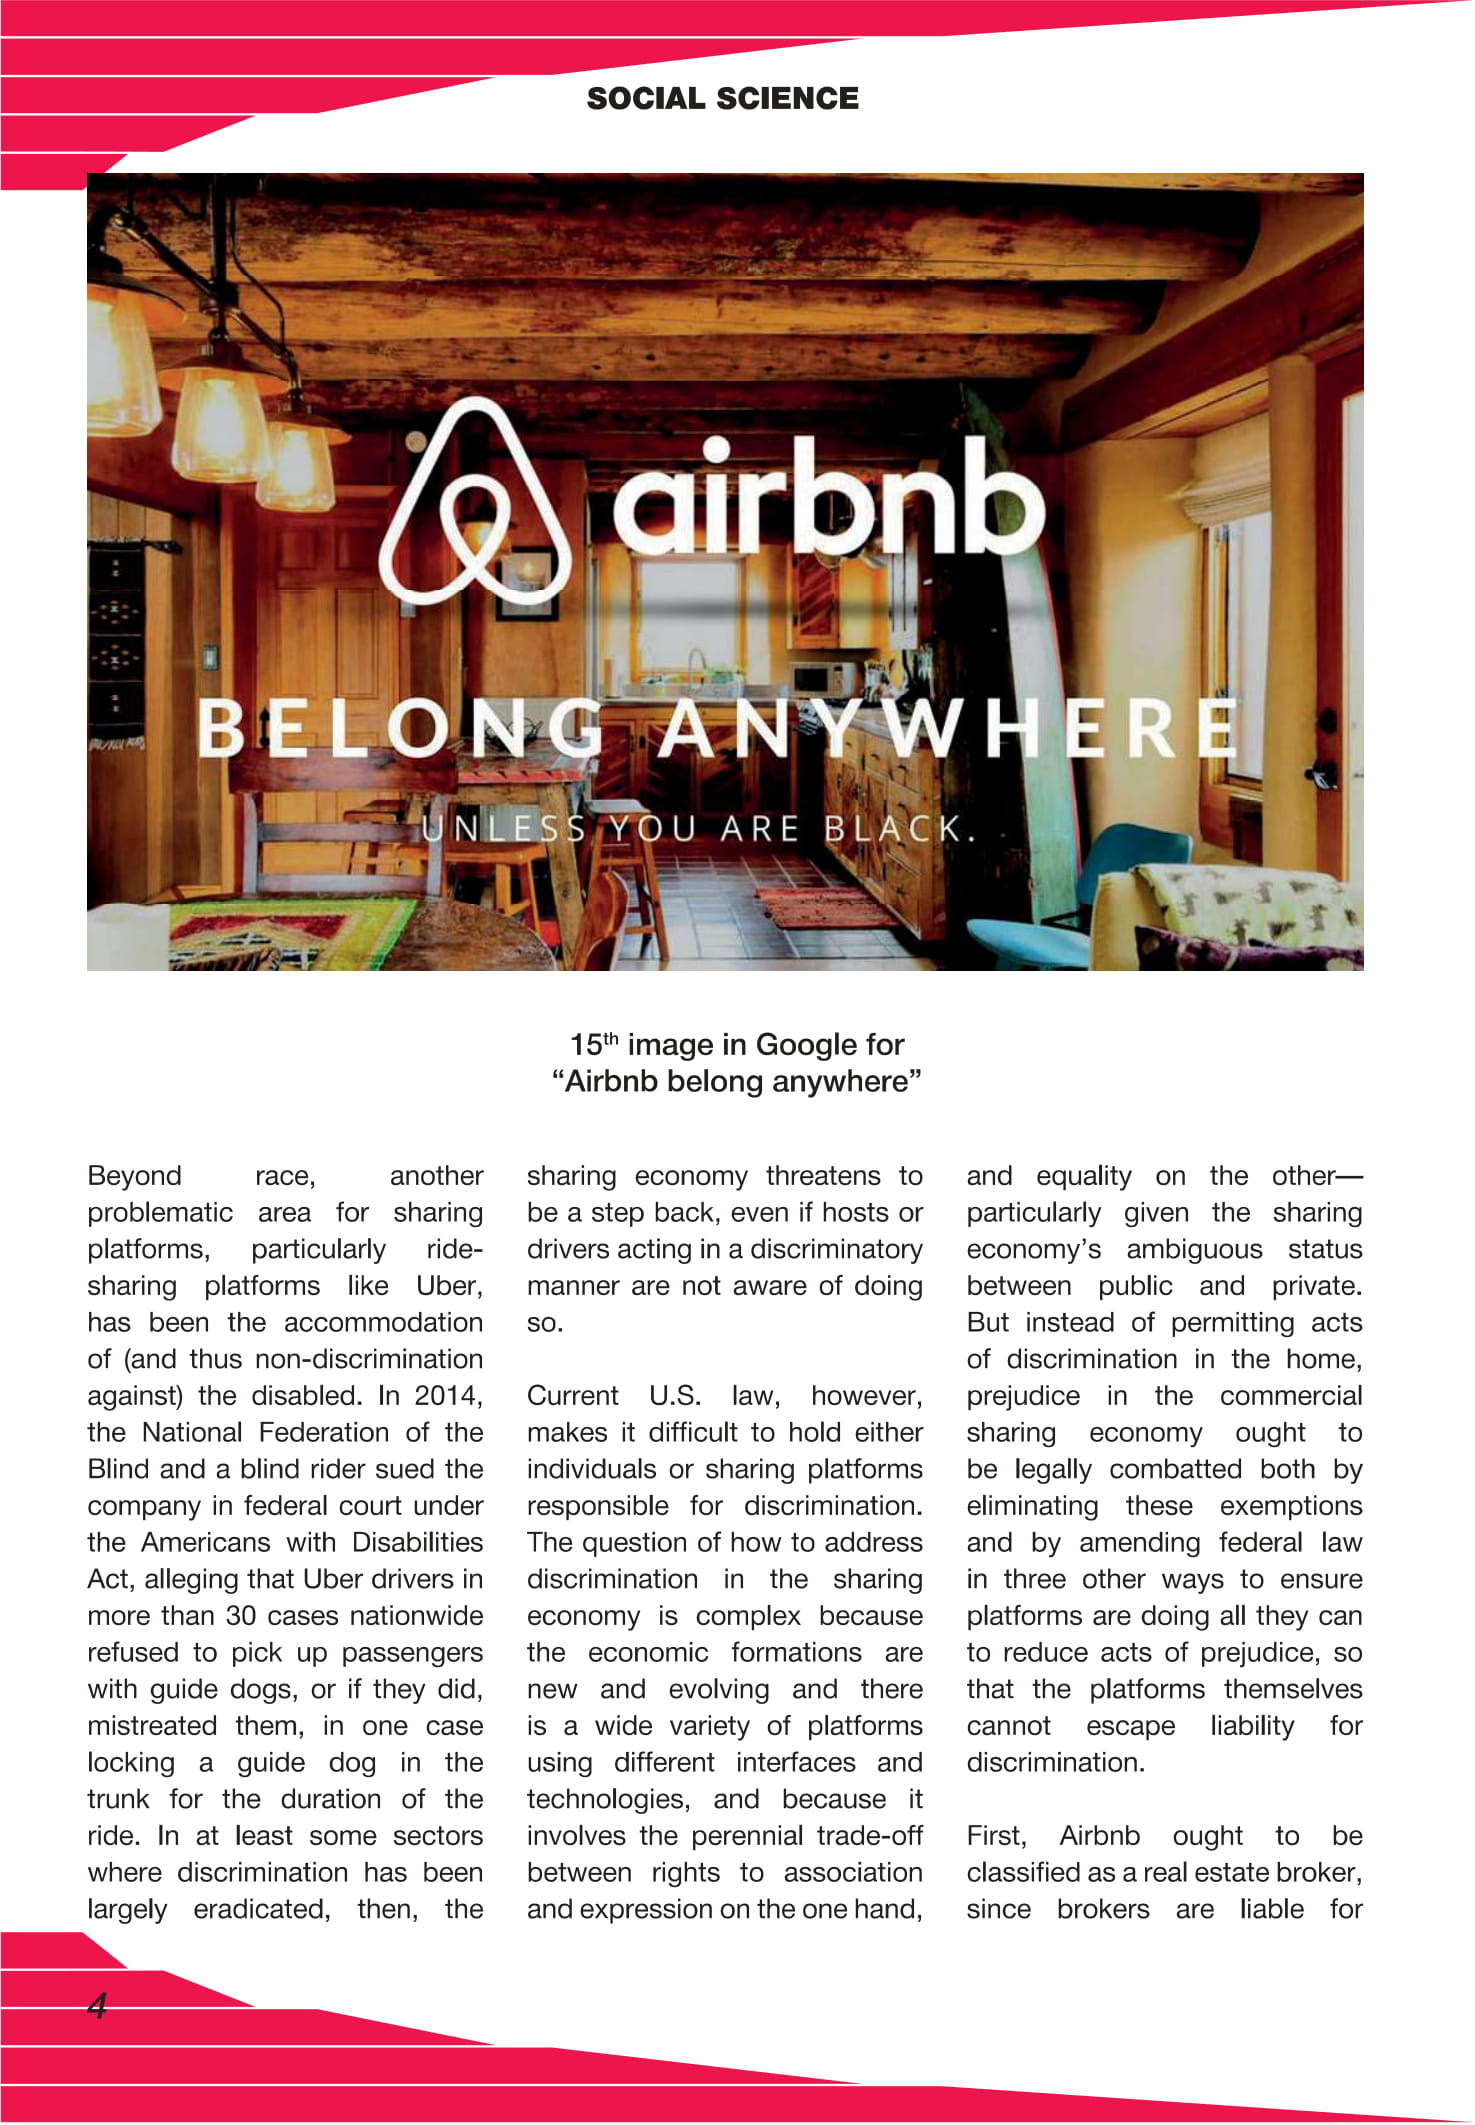 SOCIAL SCIENCE
airbnb
BELONG ANYWHERE
UNLESS YOU ARE BLACK.
15th image in Google for
“Airbnb belong anywhere”
Beyond race, another
problematic area for sharing
platforms, particularly ride-
sharing platforms like Uber,
has been the accommodation
of (and thus non-discrimination
against) the disabled. In 2014,
the National Federation of the
Blind and a blind rider sued the
company in federal court under
the Americans with Disabilities
Act, alleging that Uber drivers in
more than 30 cases nationwide
refused to pick up passengers
with guide dogs, or if they did,
mistreated them, in one case
locking a guide dog in the
trunk for the duration of the
ride. In at least some sectors
where discrimination has been
largely eradicated, then, the
sharing economy threatens to
be a step back, even if hosts or
drivers acting in a discriminatory
manner are not aware of doing
so.
Current U.S. law, however,
makes it difficult to hold either
individuals or sharing platforms
responsible for discrimination.
The question of how to address
discrimination in the sharing
economy is complex because
the economic formations are
new and evolving and there
is a wide variety of platforms
using different interfaces and
technologies, and because it
involves the perennial trade-off
between rights to association
and expression on the one hand,
and equality on the other—
particularly given the sharing
economy’s ambiguous status
between public and private.
But instead of permitting acts
of discrimination in the home,
prejudice in the commercial
sharing economy ought to
be legally combatted both by
eliminating these exemptions
and by amending federal law
in three other ways to ensure
platforms are doing all they can
to reduce acts of prejudice, so
that the platforms themselves
cannot escape liability for
discrimination.
First, Airbnb ought to be
classified as a real estate broker,
since brokers are liable for
4